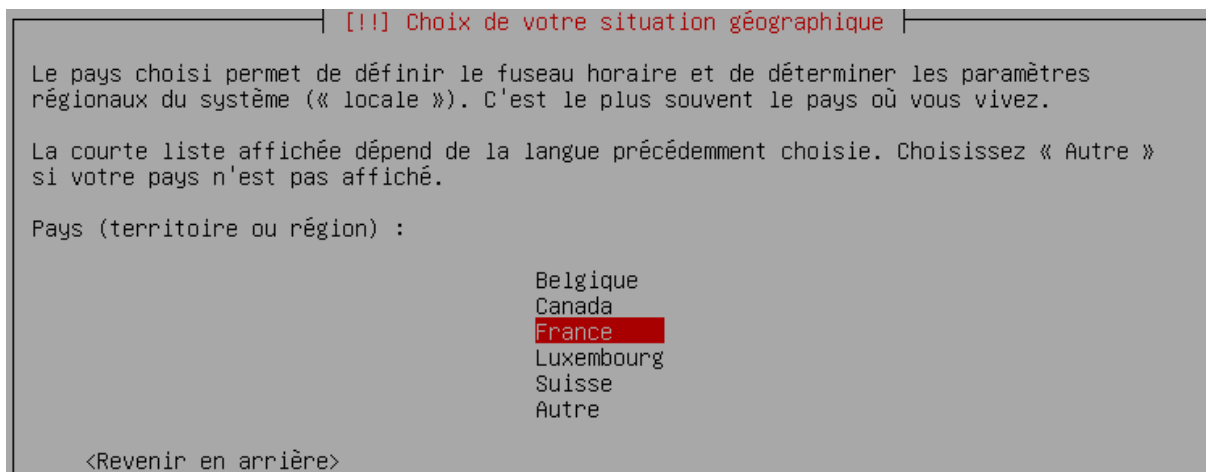 [!!] Choix de votre situation géographique
Le pays choisi permet de définir le fuseau horaire et de déterminer les paramètres
régionaux du système (« locale »). C'est le plus souvent le pays où vous vivez.
La courte liste affichée dépend de la langue précédemment choisie. Choisissez « Autre »
si votre pays n'est pas affiché.
Pays (territoire ou région) :
Belgique
Canada
France
Luxembourg
Suisse
Autre
<Revenir en arrière>